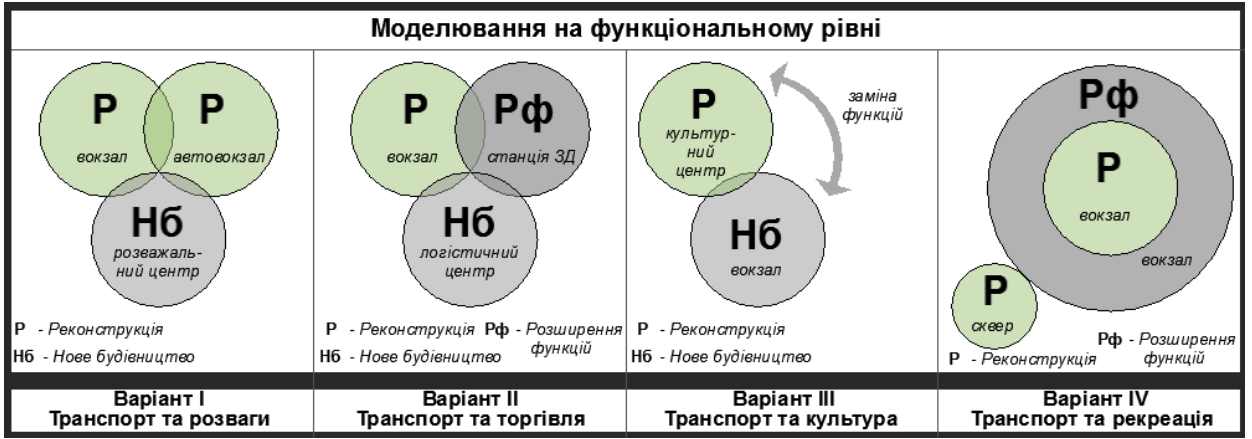 Моделювання на функціональному рівні
Р
вокзал
Р
автовокзал
Нб
розважаль-
ний центр
Р - Реконструкція
Нб - Нове будівництво
Р
вокзал
Рф
станція ЗД
Нб
логістичний
центр
Р - Реконструкція Рф - Розширення
функцій
Нб - Нове будівництво
Р
культур-
ний
центр
заміна
функцій
Нб
вокзал
Р - Реконструкція
Нб - Нове будівництво
Рф
Р
вокзал
вокзал
Р
сквер
Р - Реконструкція
Рф - Розширення
функцій
Варіант I
Транспорт та розваги
Варіант II
Транспорт та торгівля
Варіант III
Транспорт та культура
Варіант IV
Транспорт та рекреація